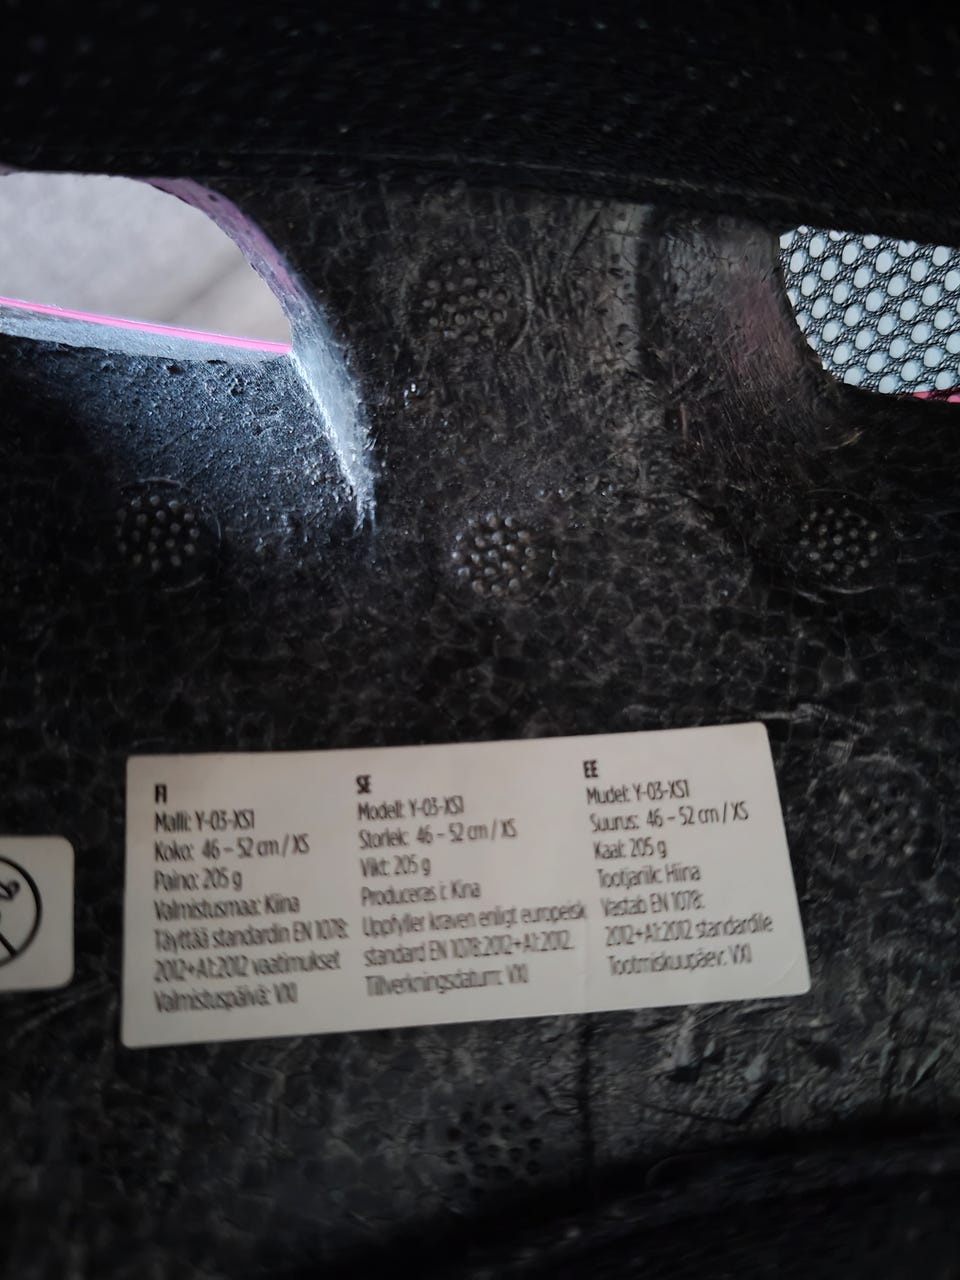 FI
Malli: Y-03-XS1
Koko: 46 – 52 cm / XS
Paino: 205 g
Valmistusmaa: Kiina
Täyttää standardin EN 1078:
2012+A1:2012 vaatimukset
Valmistuspäivä: VXI
SE
Modell: Y-03-XS1
Storlek: 46 – 52 cm / XS
Vikt: 205 g
Produceras i: Kina
Uppfyller kraven enligt europeisk
standard EN 1078:2012+A1:2012.
Tillverkningsdatum: VXI
EE
Mudel: Y-03-XS1
Suurus: 46 – 52 cm / XS
Kaal: 205 g
Tootjariik: Hiina
Vastab EN 1078:
2012+A1:2012 standardile
Tootmiskuupäev: VXI